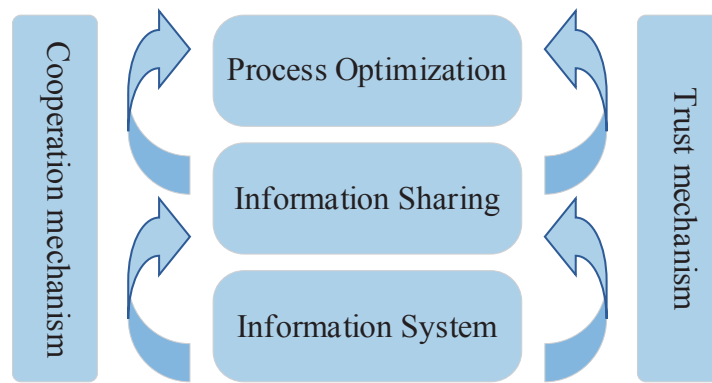 Cooperation mechanism
Process Optimization
Information Sharing
Information System
Trust mechanism